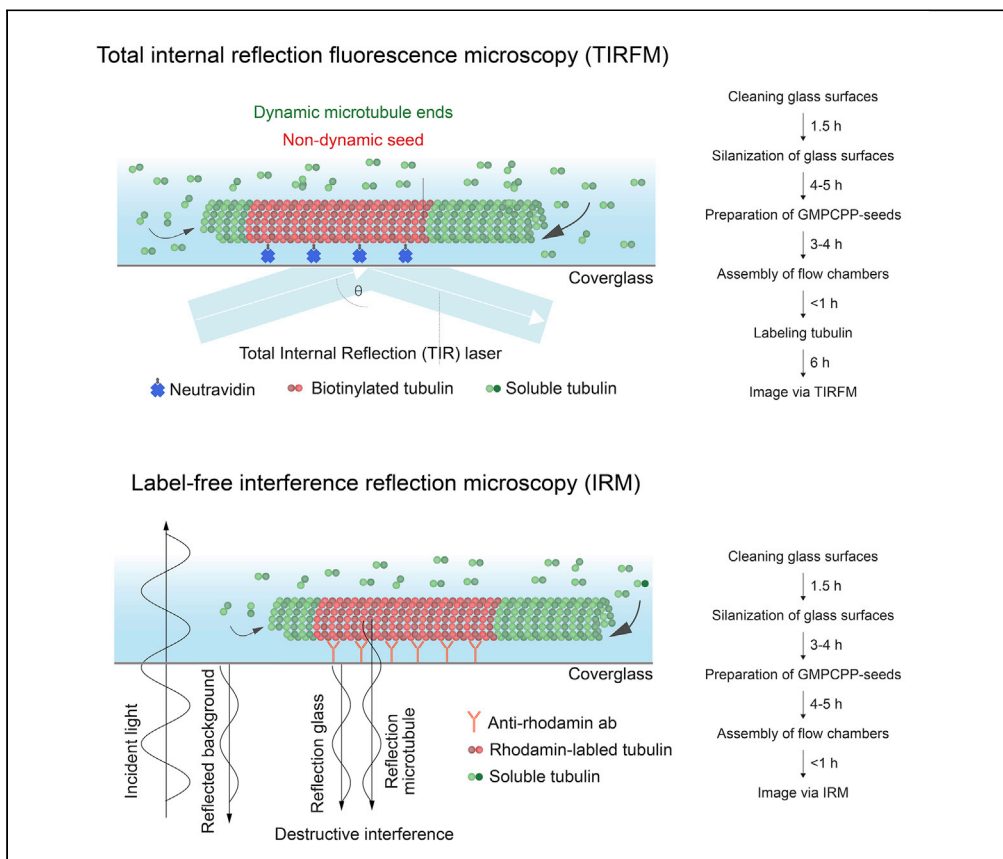 Total internal reflection fluorescence microscopy (TIRFM)
Dynamic microtubule ends
Non-dynamic seed
Coverglass
θ
Total Internal Reflection (TIR) laser
Neutravidin
Biotinylated tubulin
Soluble tubulin
Cleaning glass surfaces
1.5 h
Silanization of glass surfaces
4-5 h
Preparation of GMPCPP-seeds
3-4 h
Assembly of flow chambers
<1 h
Labeling tubulin
6 h
Image via TIRFM
Label-free interference reflection microscopy (IRM)
Coverglass
Incident light
Reflected background
Reflection glass
Reflection
microtubule
Destructive interference
Anti-rhodamin ab
Rhodamin-labled tubulin
Soluble tubulin
Cleaning glass surfaces
1.5 h
Silanization of glass surfaces
3-4 h
Preparation of GMPCPP-seeds
4-5 h
Assembly of flow chambers
<1 h
Image via IRM